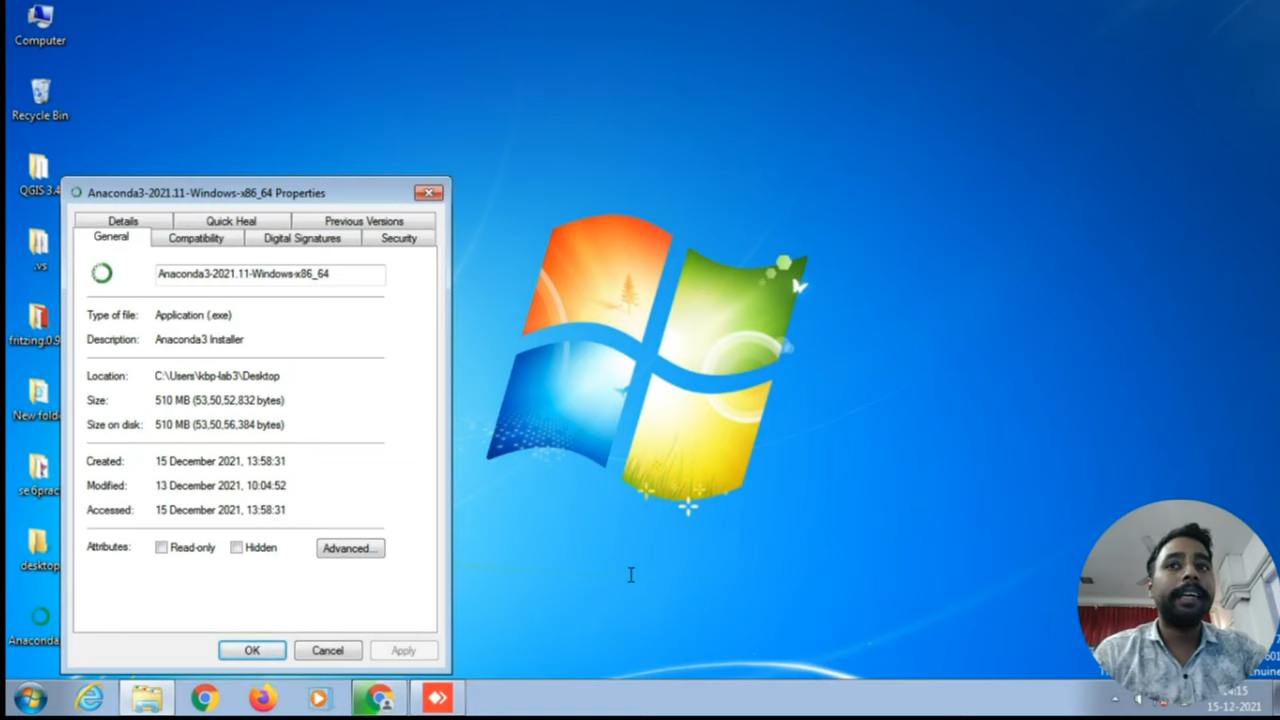 Computer
Recycle Bin
QGIS 3.4
.vs
fritzing.0.9
New fold
se6prac
desktop
Anaconda
Anaconda3-2021.11-Windows-x86_64 Properties
Details
Quick Heal
Previous Versions
General
Compatibility
Digital Signatures
Security
Anaconda3-2021.11-Windows-x86_64
Type of file: Application (.exe)
Description: Anaconda3 Installer
Location: C:\Users\kbp-lab3\Desktop
Size: 510 MB (53,50,52,832 bytes)
Size on disk: 510 MB (53,50,56,384 bytes)
Created: 15 December 2021, 13:58:31
Modified: 13 December 2021, 10:04:52
Accessed: 15 December 2021, 13:58:31
Attributes: Read-only Hidden Advanced...
OK Cancel Apply
15-12-2021